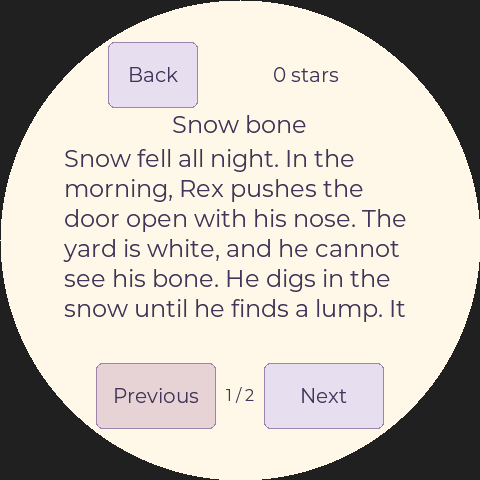 Back
0 stars
Snow bone
Snow fell all night. In the
morning, Rex pushes the
door open with his nose. The
yard is white, and he cannot
see his bone. He digs in the
snow until he finds a lump. It
Previous
1 / 2
Next